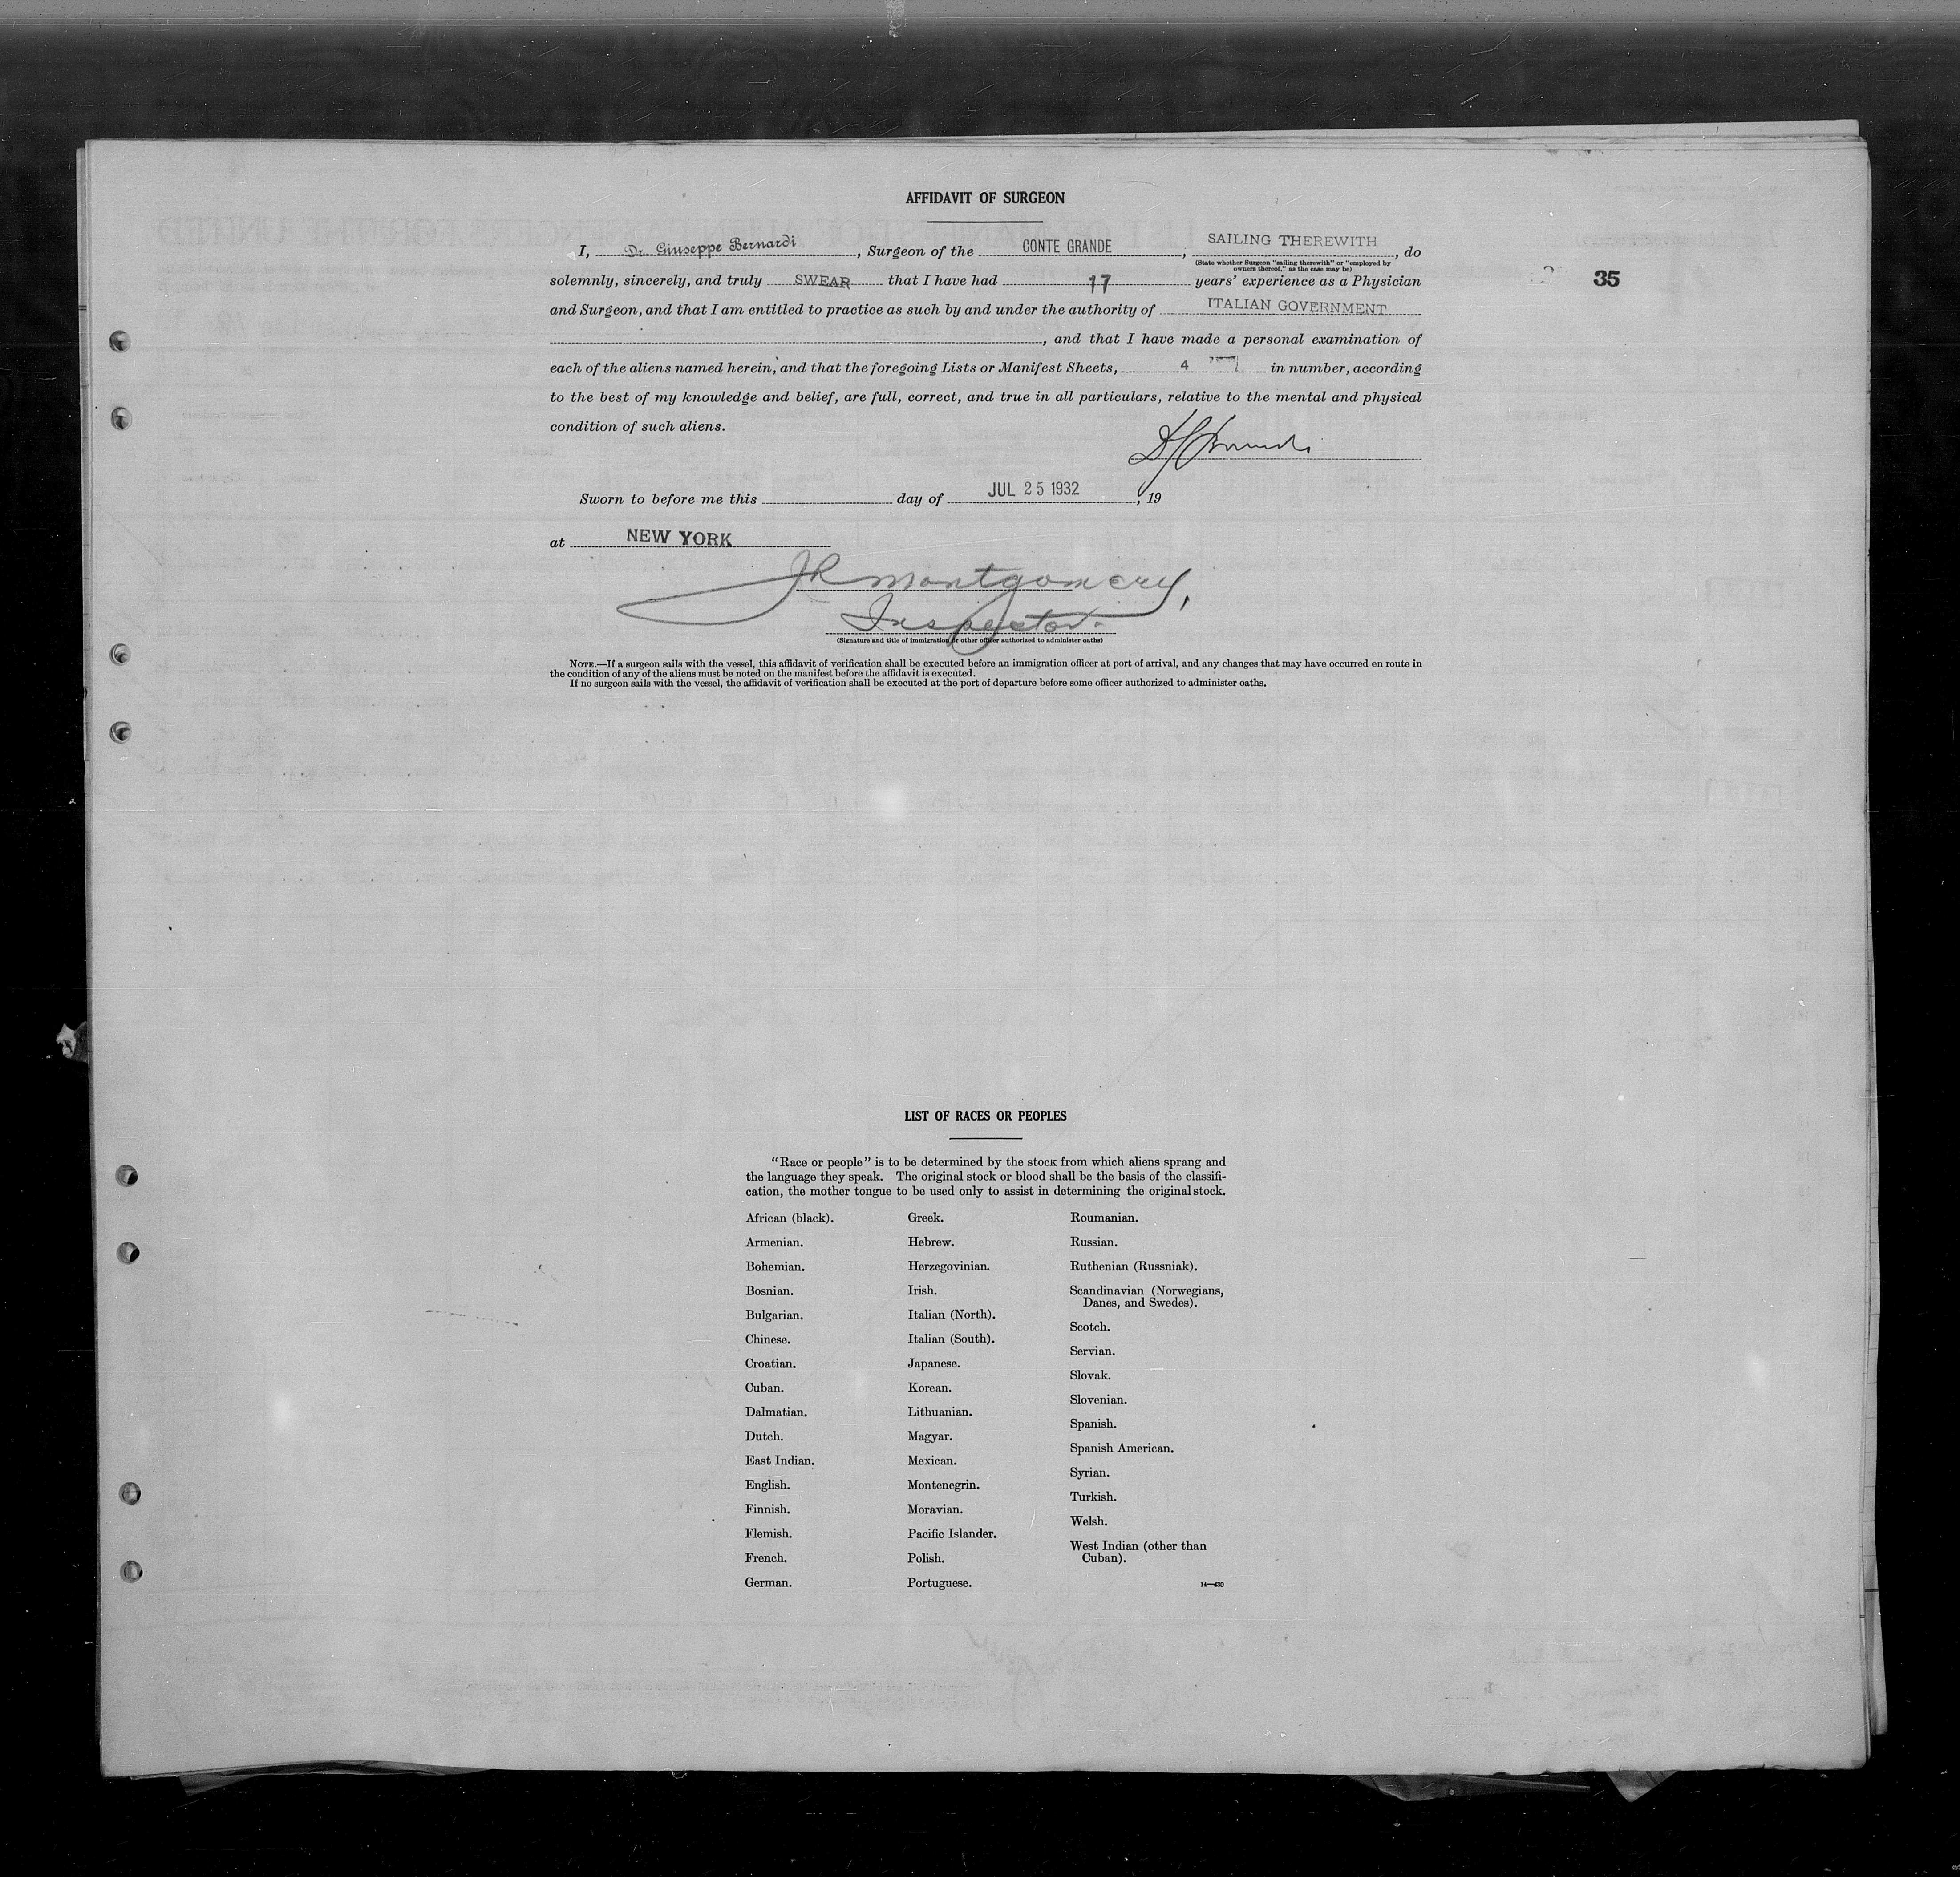 AFFIDAVIT OF SURGEON
I, Dr. Giuseppe Bernardi, Surgeon of the CONTE GRANDE, SAILING THEREWITH, do
(State whether Surgeon "sailing therewith" or "employed by
owners thereof," as the case may be)
solemnly, sincerely, and truly SWEAR that I have had 17 years' experience as a Physician
35
and Surgeon, and that I am entitled to practice as such by and under the authority of ITALIAN GOVERNMENT
, and that I have made a personal examination of
each of the aliens named herein, and that the foregoing Lists or Manifest Sheets, 4 in number, according
to the best of my knowledge and belief, are full, correct, and true in all particulars, relative to the mental and physical
condition of such aliens.
Sworn to before me this day of JUL 25 1932, 19
at NEW YORK
JR Montgomery,
Inspector.
(Signature and title of immigration or other officer authorized to administer oaths)
NOTE.—If a surgeon sails with the vessel, this affidavit of verification shall be executed before an immigration officer at port of arrival, and any changes that may have occurred en route in
the condition of any of the aliens must be noted on the manifest before the affidavit is executed.
If no surgeon sails with the vessel, the affidavit of verification shall be executed at the port of departure before some officer authorized to administer oaths.
LIST OF RACES OR PEOPLES
"Race or people" is to be determined by the stock from which aliens sprang and
the language they speak. The original stock or blood shall be the basis of the classifi-
cation, the mother tongue to be used only to assist in determining the original stock.
African (black).
Armenian.
Bohemian.
Bosnian.
Bulgarian.
Chinese.
Croatian.
Cuban.
Dalmatian.
Dutch.
East Indian.
English.
Finnish.
Flemish.
French.
German.
Greek.
Hebrew.
Herzegovinian.
Irish.
Italian (North).
Italian (South).
Japanese.
Korean.
Lithuanian.
Magyar.
Mexican.
Montenegrin.
Moravian.
Pacific Islander.
Polish.
Portuguese.
Roumanian.
Russian.
Ruthenian (Russniak).
Scandinavian (Norwegians,
Danes, and Swedes).
Scotch.
Servian.
Slovak.
Slovenian.
Spanish.
Spanish American.
Syrian.
Turkish.
Welsh.
West Indian (other than
Cuban).
14—430